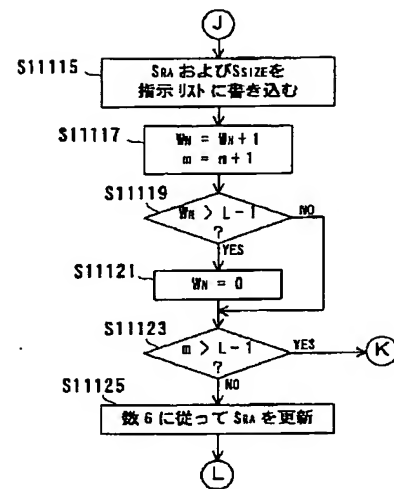 J
S11115
SRA およびSSIZEを
指示リストに書き込む
S11117
WN = WN+1
m = m+1
S11119
WN > L-1
?
NO
YES
S11121
WN = 0
S11123
m > L-1
?
YES
K
NO
S11125
数6に従ってSRAを更新
L